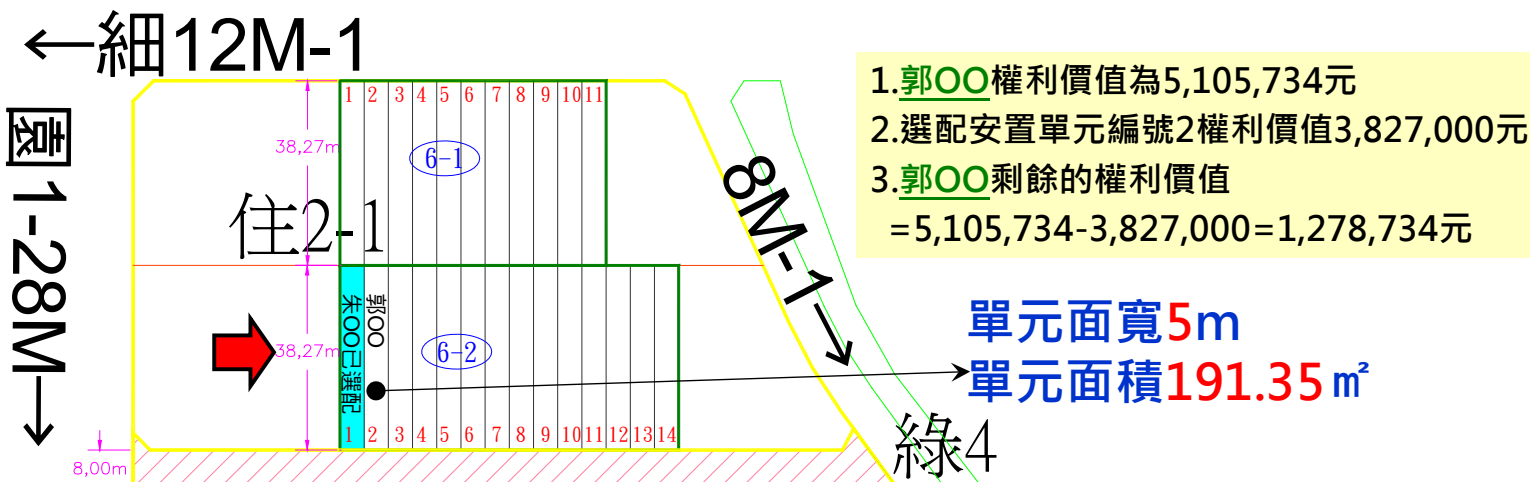 ←細12M-1
園1-28M→
住2-1
38,27m
1 2 3 4 5 6 7 8 9 10 11
6-1
38,27m
朱OO已選配
郭OO
6-2
1 2 3 4 5 6 7 8 9 10 11 12 13 14
8,00m
8M-1→
綠4
1.郭OO權利價值為5,105,734元
2.選配安置單元編號2權利價值3,827,000元
3.郭OO剩餘的權利價值
=5,105,734-3,827,000=1,278,734元
單元面寬5m
單元面積191.35㎡